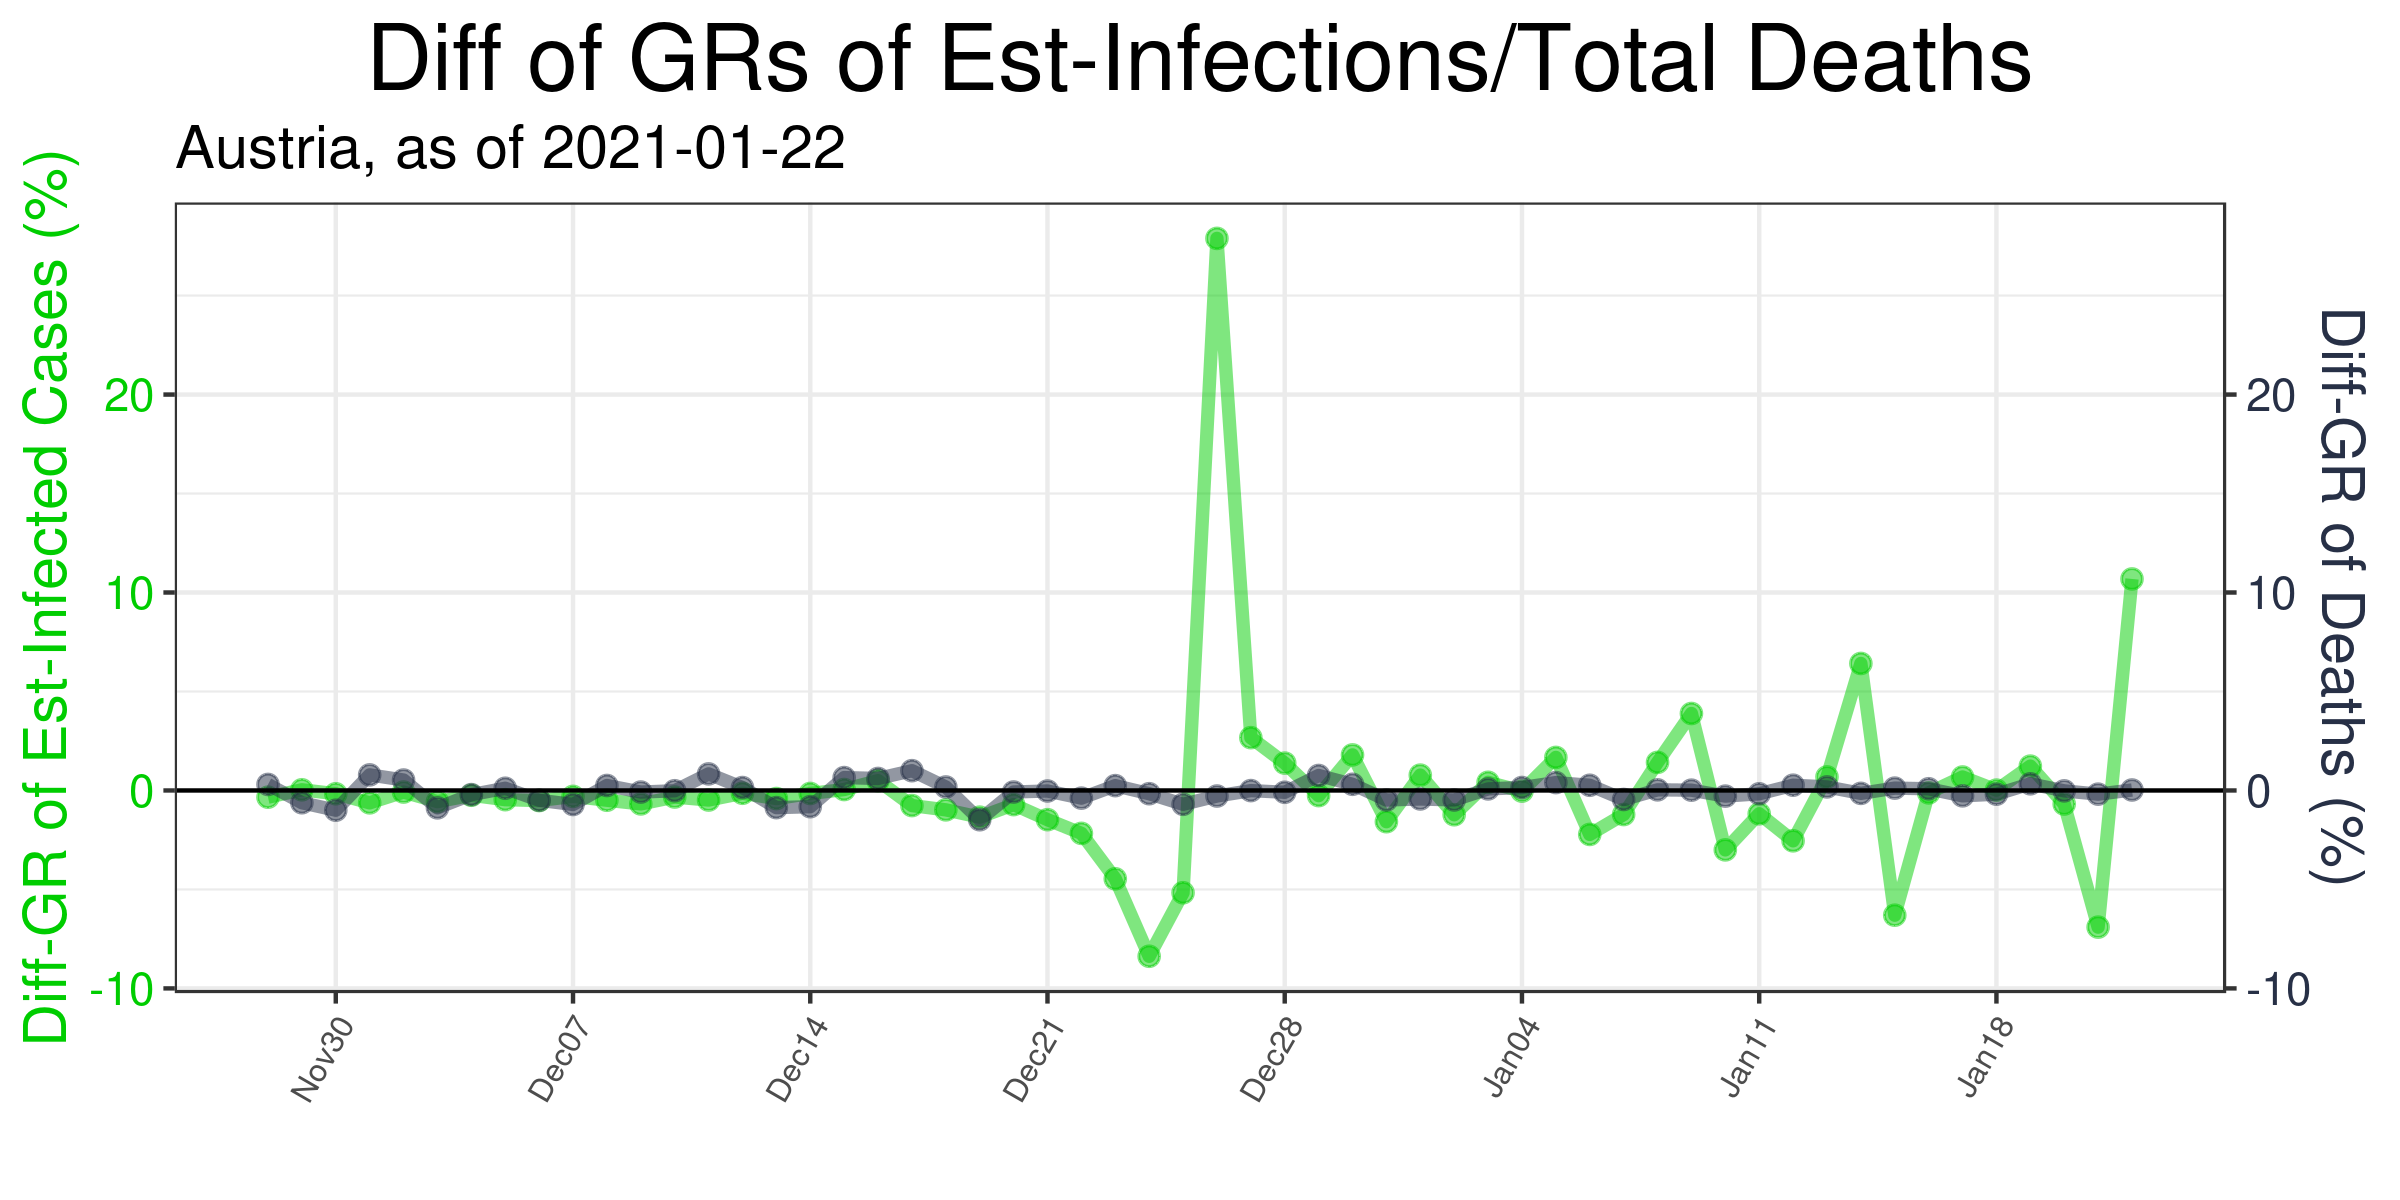 Diff of GRs of Est-Infections/Total Deaths
Austria, as of 2021-01-22
Diff-GR of Est-Infected Cases (%)
20
10
0
-10
20
10
0
-10
Diff-GR of Deaths (%)
Nov30
Dec07
Dec14
Dec21
Dec28
Jan04
Jan11
Jan18